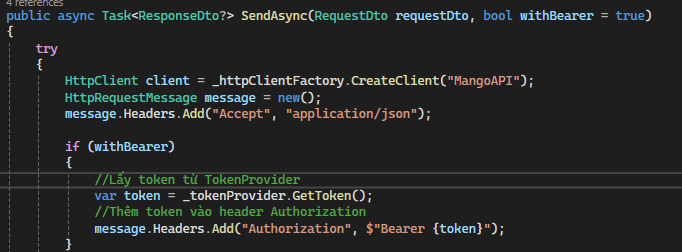 4 references
public async Task<ResponseDto?> SendAsync(RequestDto requestDto, bool withBearer = true)
{
try
{
HttpClient client = _httpClientFactory.CreateClient("MangoAPI");
HttpRequestMessage message = new();
message.Headers.Add("Accept", "application/json");
if (withBearer)
{
//Lấy token từ TokenProvider
var token = _tokenProvider.GetToken();
//Thêm token vào header Authorization
message.Headers.Add("Authorization", $"Bearer {token}");
}